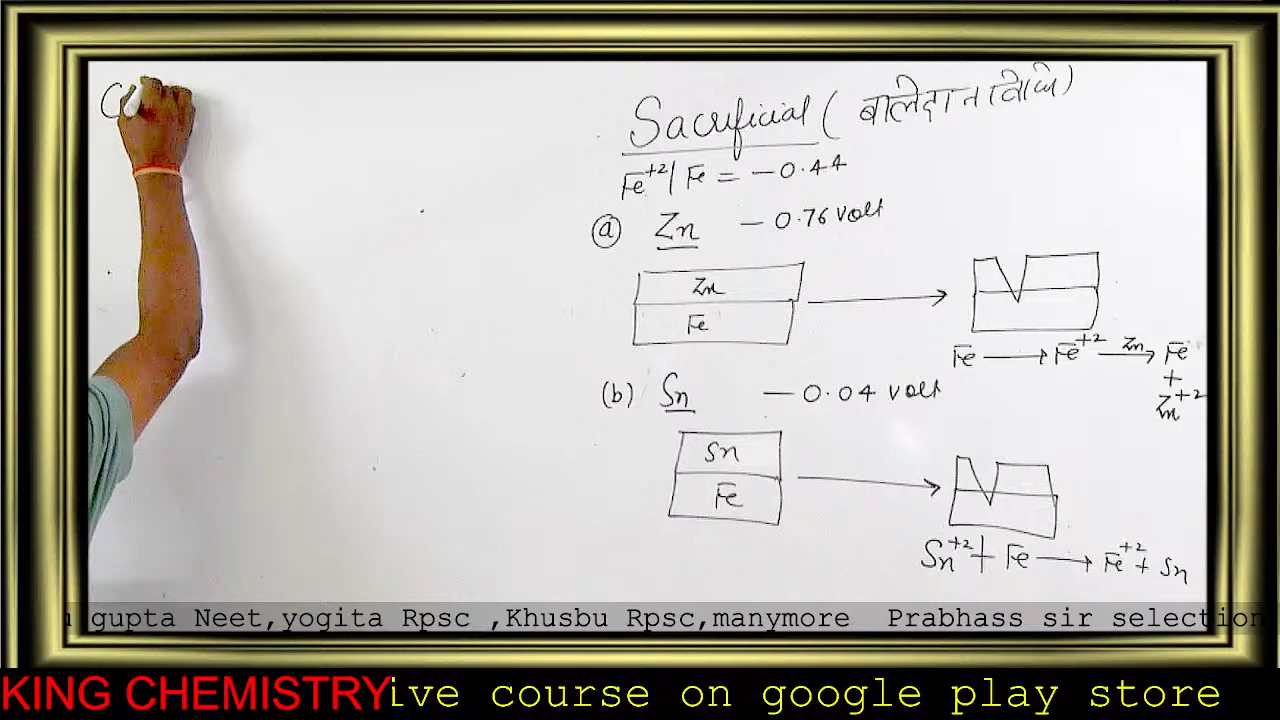 C
Sacrificial (बलिदान विधि)
Fe+2/Fe = -0.44
(a) Zn -0.76 volt
Zn
Fe
Fe → Fe+2 Zn→ Fe
+
Zn+2
(b) Sn -0.04 volt
Sn
Fe
Sn+2 + Fe → Fe+2 + Sn
gupta Neet,yogita Rpsc ,Khusbu Rpsc,manymore Prabhass sir selection
KING CHEMISTRY ive course on google play store